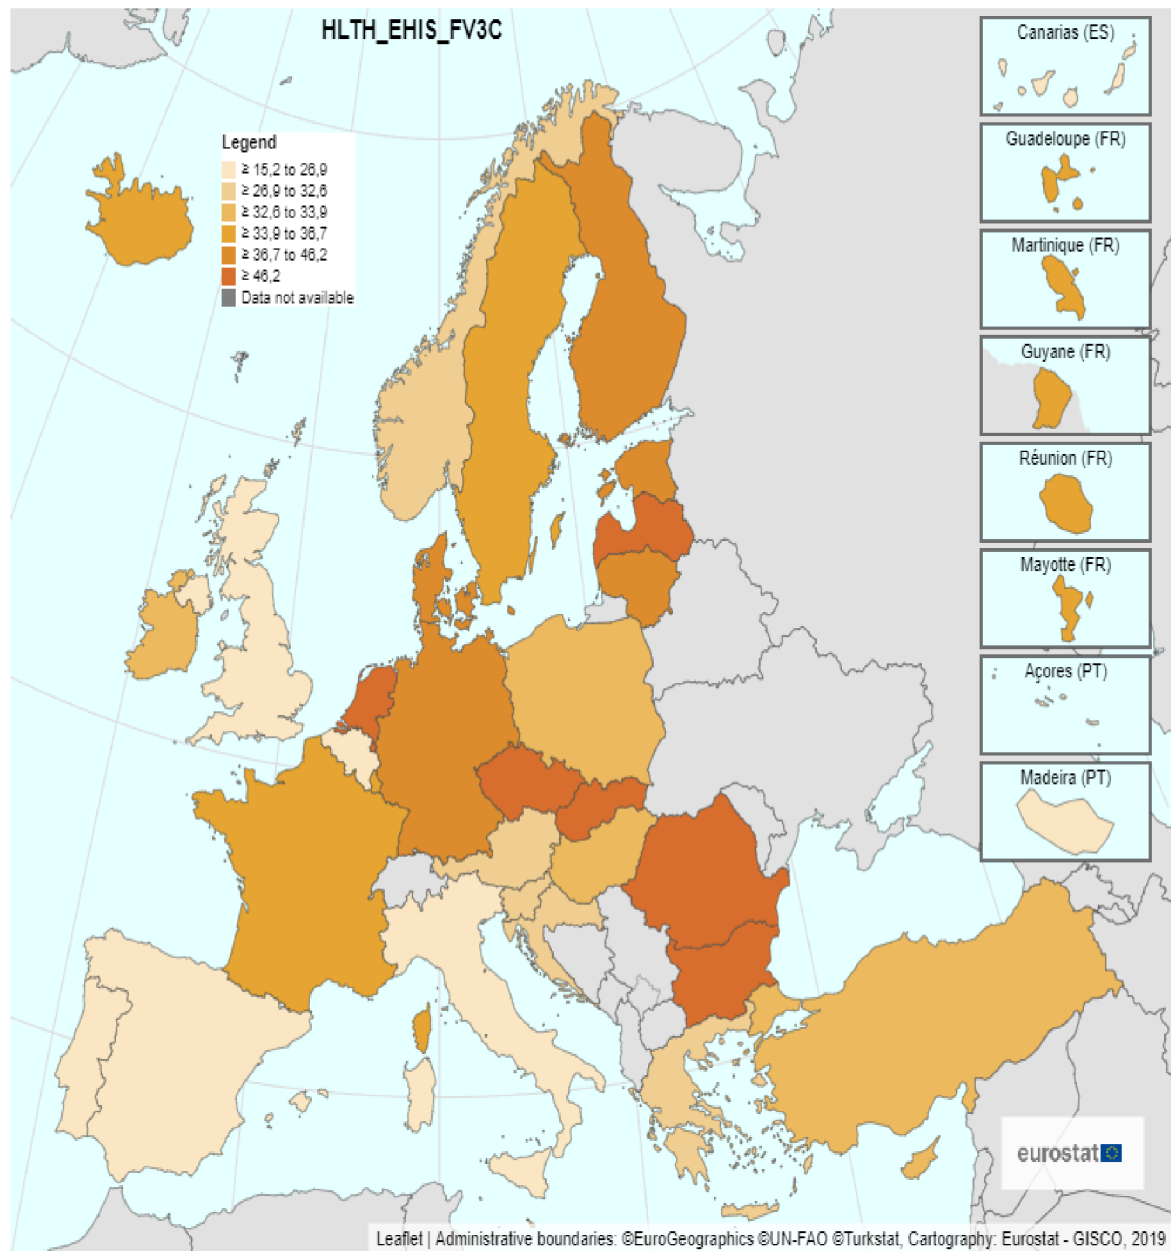 HLTH_EHIS_FV3C
Legend
≥ 15,2 to 26,9
≥ 26,9 to 32,6
≥ 32,6 to 33,9
≥ 33,9 to 36,7
≥ 36,7 to 46,2
≥ 46,2
Data not available
Canarias (ES)
Guadeloupe (FR)
Martinique (FR)
Guyane (FR)
Réunion (FR)
Mayotte (FR)
Açores (PT)
Madeira (PT)
eurostat
Leaflet | Administrative boundaries: ©EuroGeographics ©UN-FAO ©Turkstat, Cartography: Eurostat - GISCO, 2019